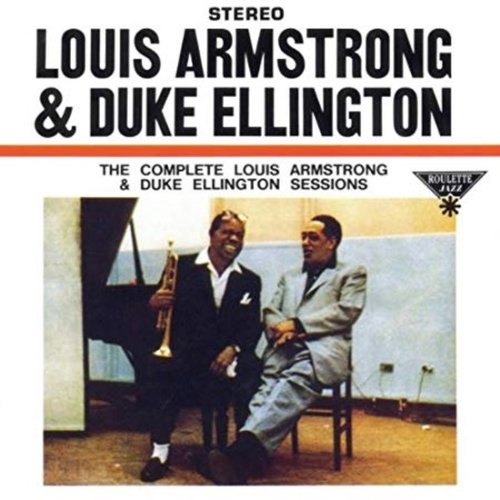 STEREO
LOUIS ARMSTRONG
& DUKE ELLINGTON
THE COMPLETE LOUIS ARMSTRONG
& DUKE ELLINGTON SESSIONS
ROULETTE
JAZZ